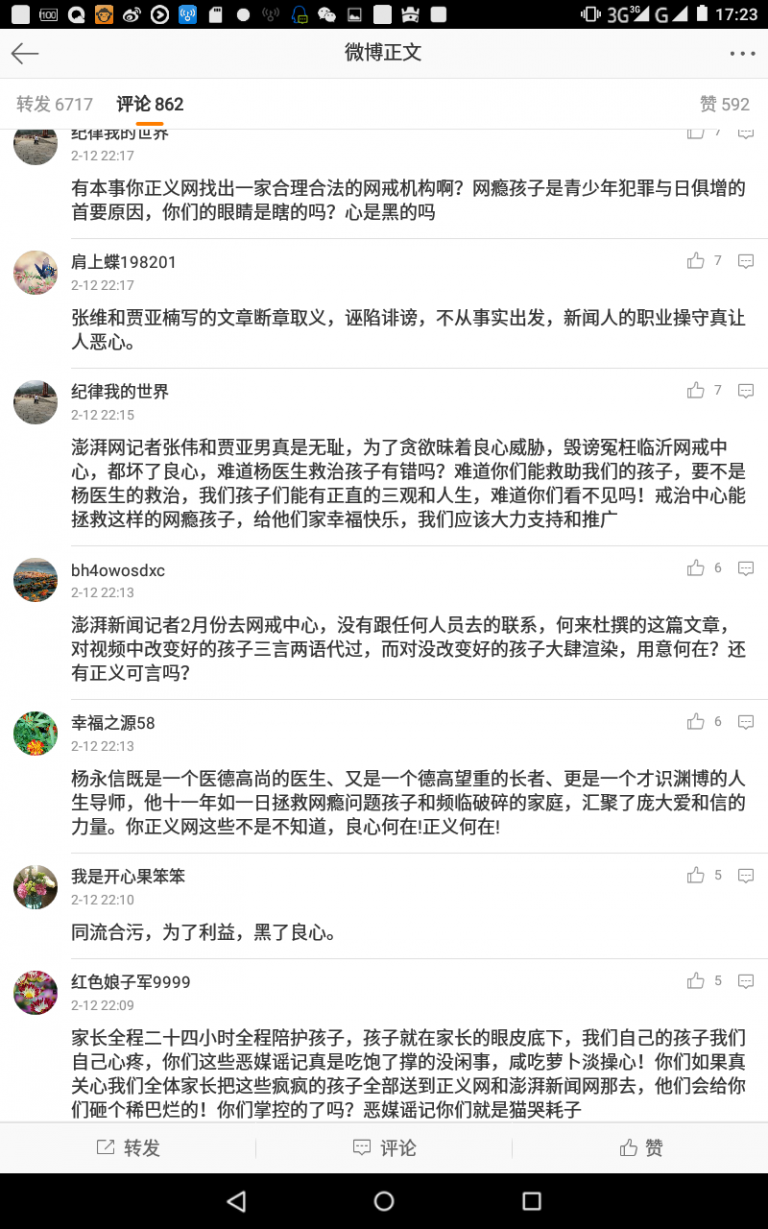 100
3G
3G
G
17:23
微博正文
转发 6717
评论 862
赞 592
纪律我的世界
7
2-12 22:17
有本事你正义网找出一家合理合法的网戒机构啊？网瘾孩子是青少年犯罪与日俱增的
首要原因，你们的眼睛是瞎的吗？心是黑的吗
肩上蝶198201
7
2-12 22:17
张维和贾亚楠写的文章断章取义，诬陷诽谤，不从事实出发，新闻人的职业操守真让
人恶心。
纪律我的世界
7
2-12 22:15
澎湃网记者张伟和贾亚男真是无耻，为了贪欲昧着良心威胁，毁谤冤枉临沂网戒中
心，都坏了良心，难道杨医生救治孩子有错吗？难道你们能救助我们的孩子，要不是
杨医生的救治，我们孩子们能有正直的三观和人生，难道你们看不见吗！戒治中心能
拯救这样的网瘾孩子，给他们家幸福快乐，我们应该大力支持和推广
bh4owosdxc
6
2-12 22:13
澎湃新闻记者2月份去网戒中心，没有跟任何人员去的联系，何来杜撰的这篇文章，
对视频中改变好的孩子三言两语代过，而对没改变好的孩子大肆渲染，用意何在？还
有正义可言吗？
幸福之源58
6
2-12 22:13
杨永信既是一个医德高尚的医生、又是一个德高望重的长者、更是一个才识渊博的人
生导师，他十一年如一日拯救网瘾问题孩子和频临破碎的家庭，汇聚了庞大爱和信的
力量。你正义网这些不是不知道，良心何在!正义何在!
我是开心果笨笨
5
2-12 22:10
同流合污，为了利益，黑了良心。
红色娘子军9999
5
2-12 22:09
家长全程二十四小时全程陪护孩子，孩子就在家长的眼皮底下，我们自己的孩子我们
自己心疼，你们这些恶媒谣记真是吃饱了撑的没闲事，咸吃萝卜淡操心！你们如果真
关心我们全体家长把这些疯疯的孩子全部送到正义网和澎湃新闻网那去，他们会给你
们砸个稀巴烂的！你们掌控的了吗？恶媒谣记你们就是猫哭耗子
转发
评论
赞